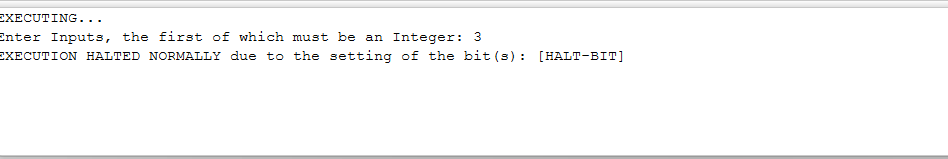 EXECUTING...
Enter Inputs, the first of which must be an Integer: 3
EXECUTION HALTED NORMALLY due to the setting of the bit(s): [HALT-BIT]